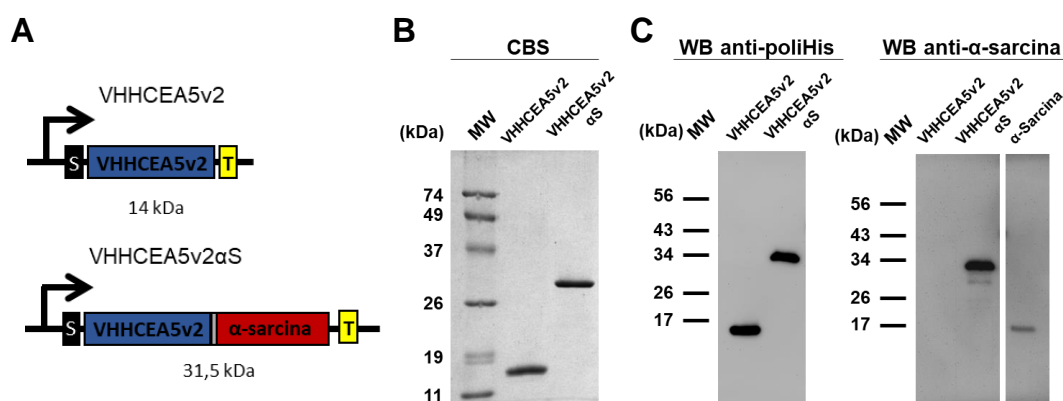 A
VHHCEA5v2
S VHHCEA5v2 T
14 kDa
VHHCEA5v2αS
S VHHCEA5v2 α-sarcina T
31,5 kDa
B
CBS
(kDa)
MW
VHHCEA5v2
VHHCEA5v2
αS
74
49
37
26
19
11
C
WB anti-poliHis
(kDa)
MW
VHHCEA5v2
VHHCEA5v2
αS
56
43
34
26
17
WB anti-α-sarcina
(kDa)
MW
VHHCEA5v2
VHHCEA5v2
αS
α-Sarcina
56
43
34
26
17